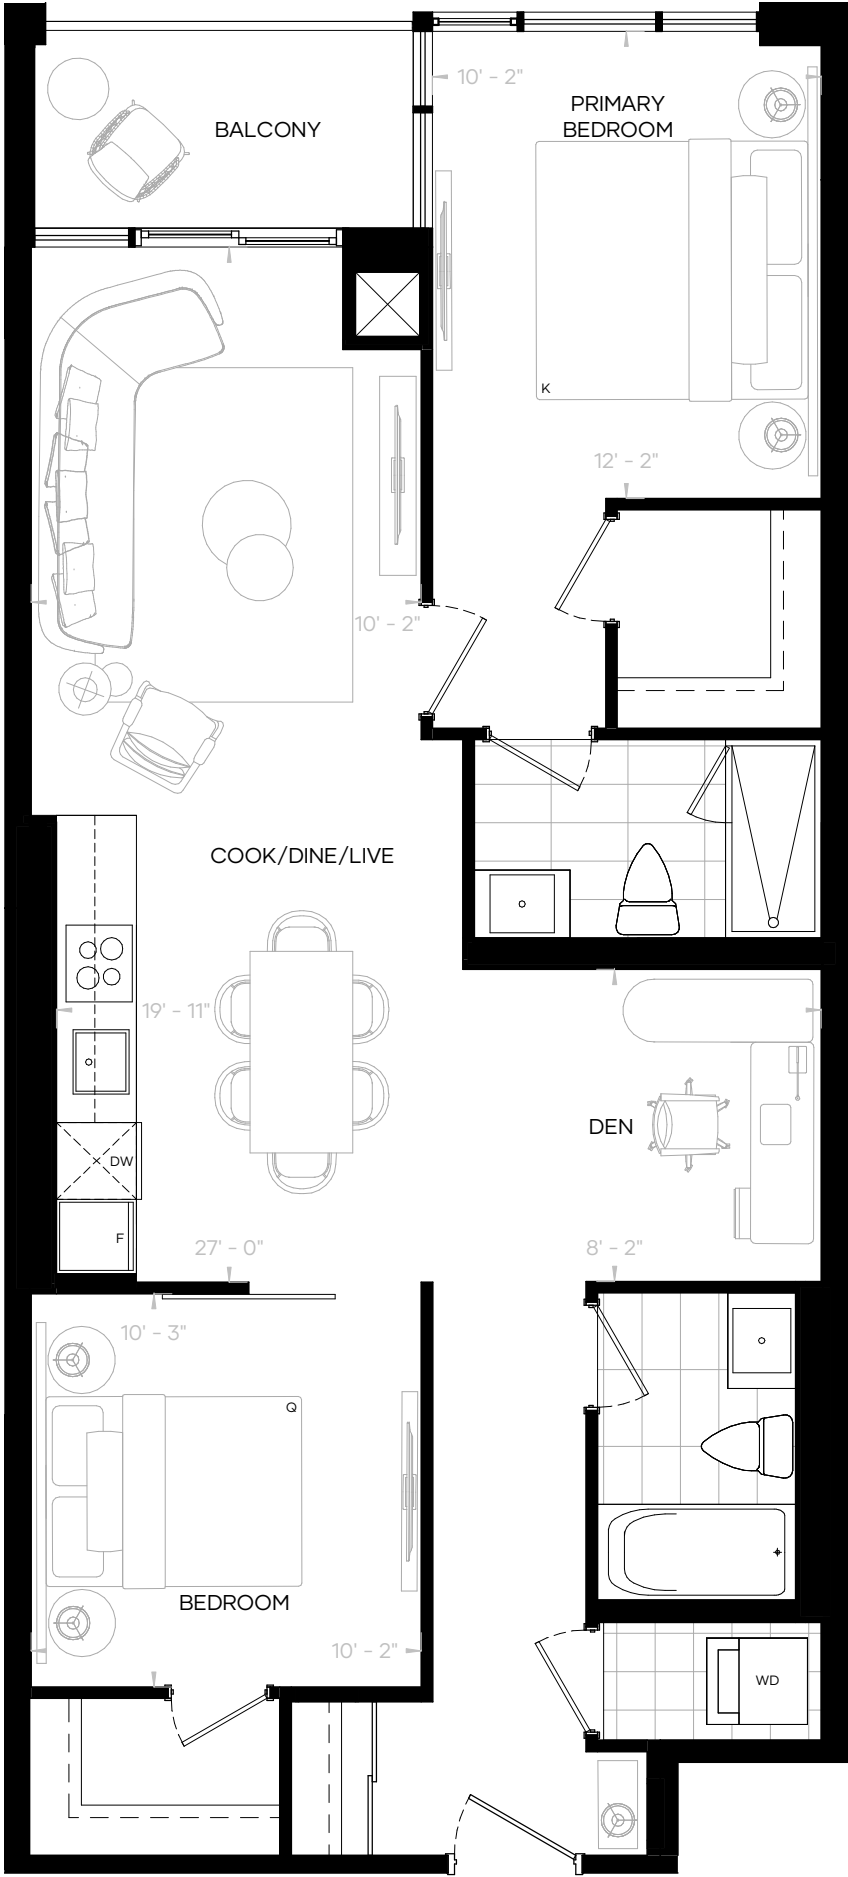 10' - 2"
PRIMARY
BEDROOM
BALCONY
K
12' - 2"
10' - 2"
COOK/DINE/LIVE
19' - 11"
DEN
DW
F
27' - 0"
8' - 2"
10' - 3"
Q
BEDROOM
10' - 2"
WD